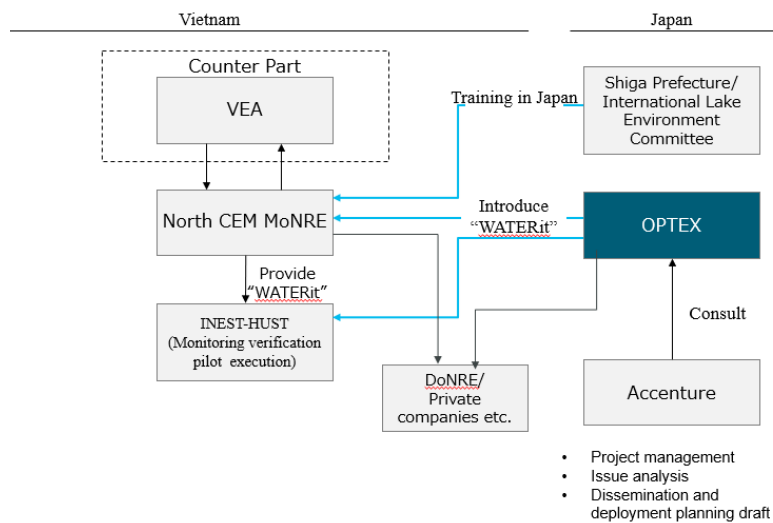 Vietnam
Japan
Counter Part
VEA
Training in Japan
Shiga Prefecture/
International Lake
Environment
Committee
North CEM MoNRE
Introduce
“WATERit”
OPTEX
Provide
“WATERit”
INEST-HUST
(Monitoring verification
pilot execution)
Consult
DoNRE/
Private
companies etc.
Accenture
• Project management
• Issue analysis
• Dissemination and
deployment planning draft